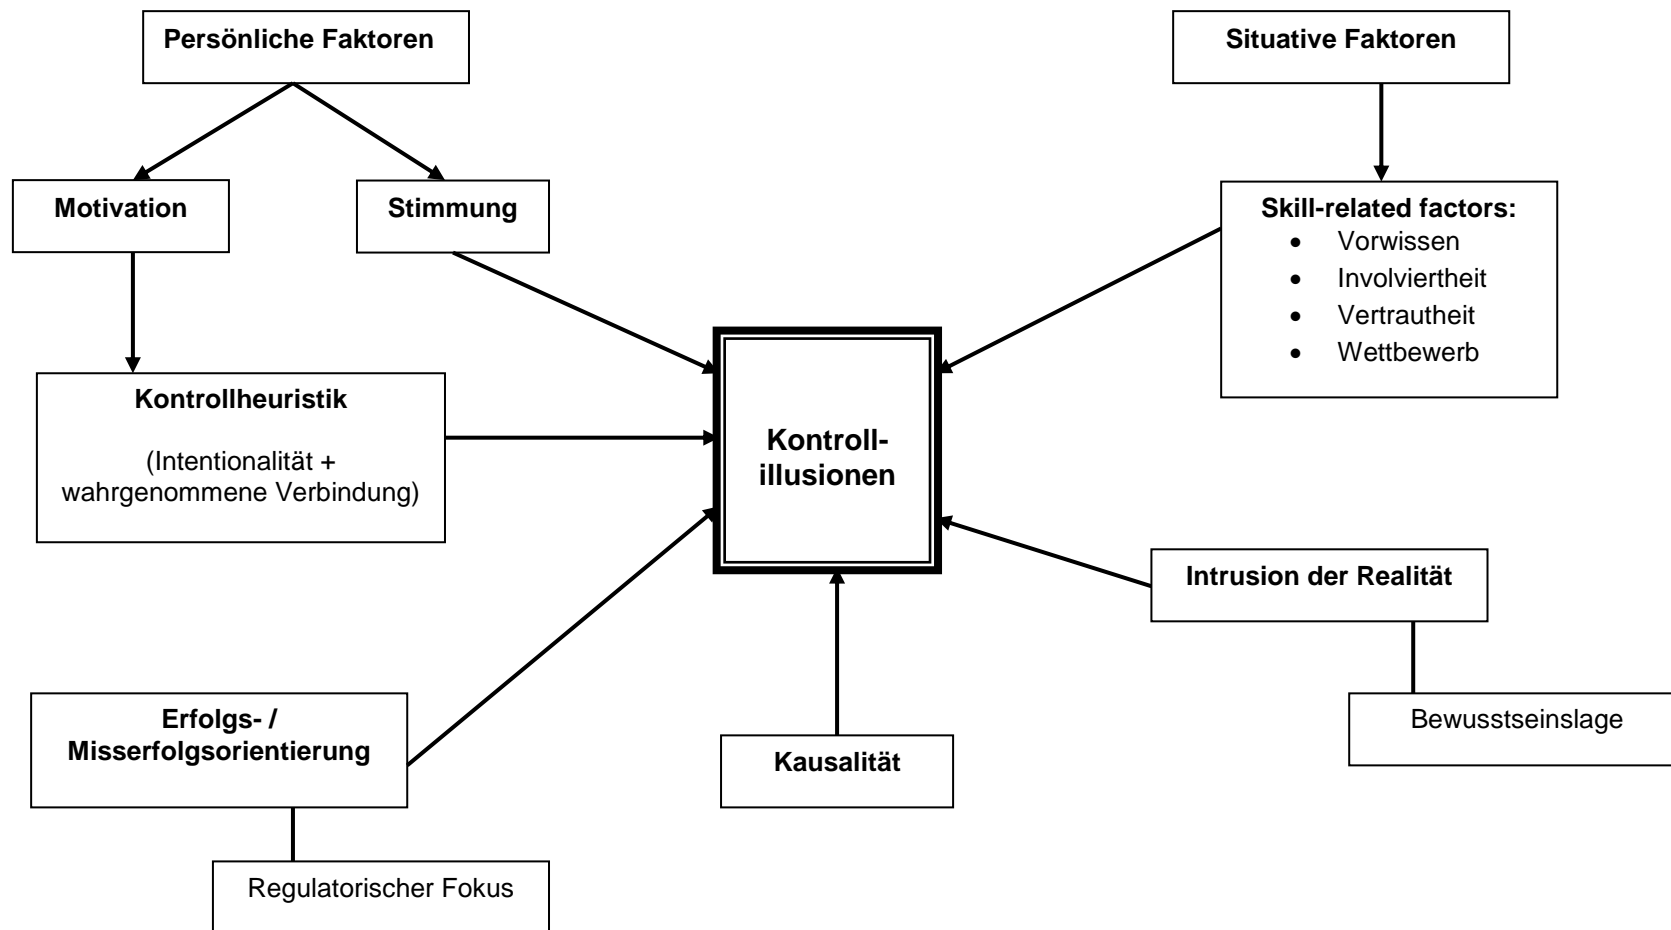 Persönliche Faktoren
Situative Faktoren
Motivation
Stimmung
Skill-related factors:
• Vorwissen
• Involviertheit
• Vertrautheit
• Wettbewerb
Kontrollheuristik
(Intentionalität +
wahrgenommene Verbindung)
Kontroll-
illusionen
Intrusion der Realität
Bewusstseinslage
Erfolgs- /
Misserfolgsorientierung
Kausalität
Regulatorischer Fokus